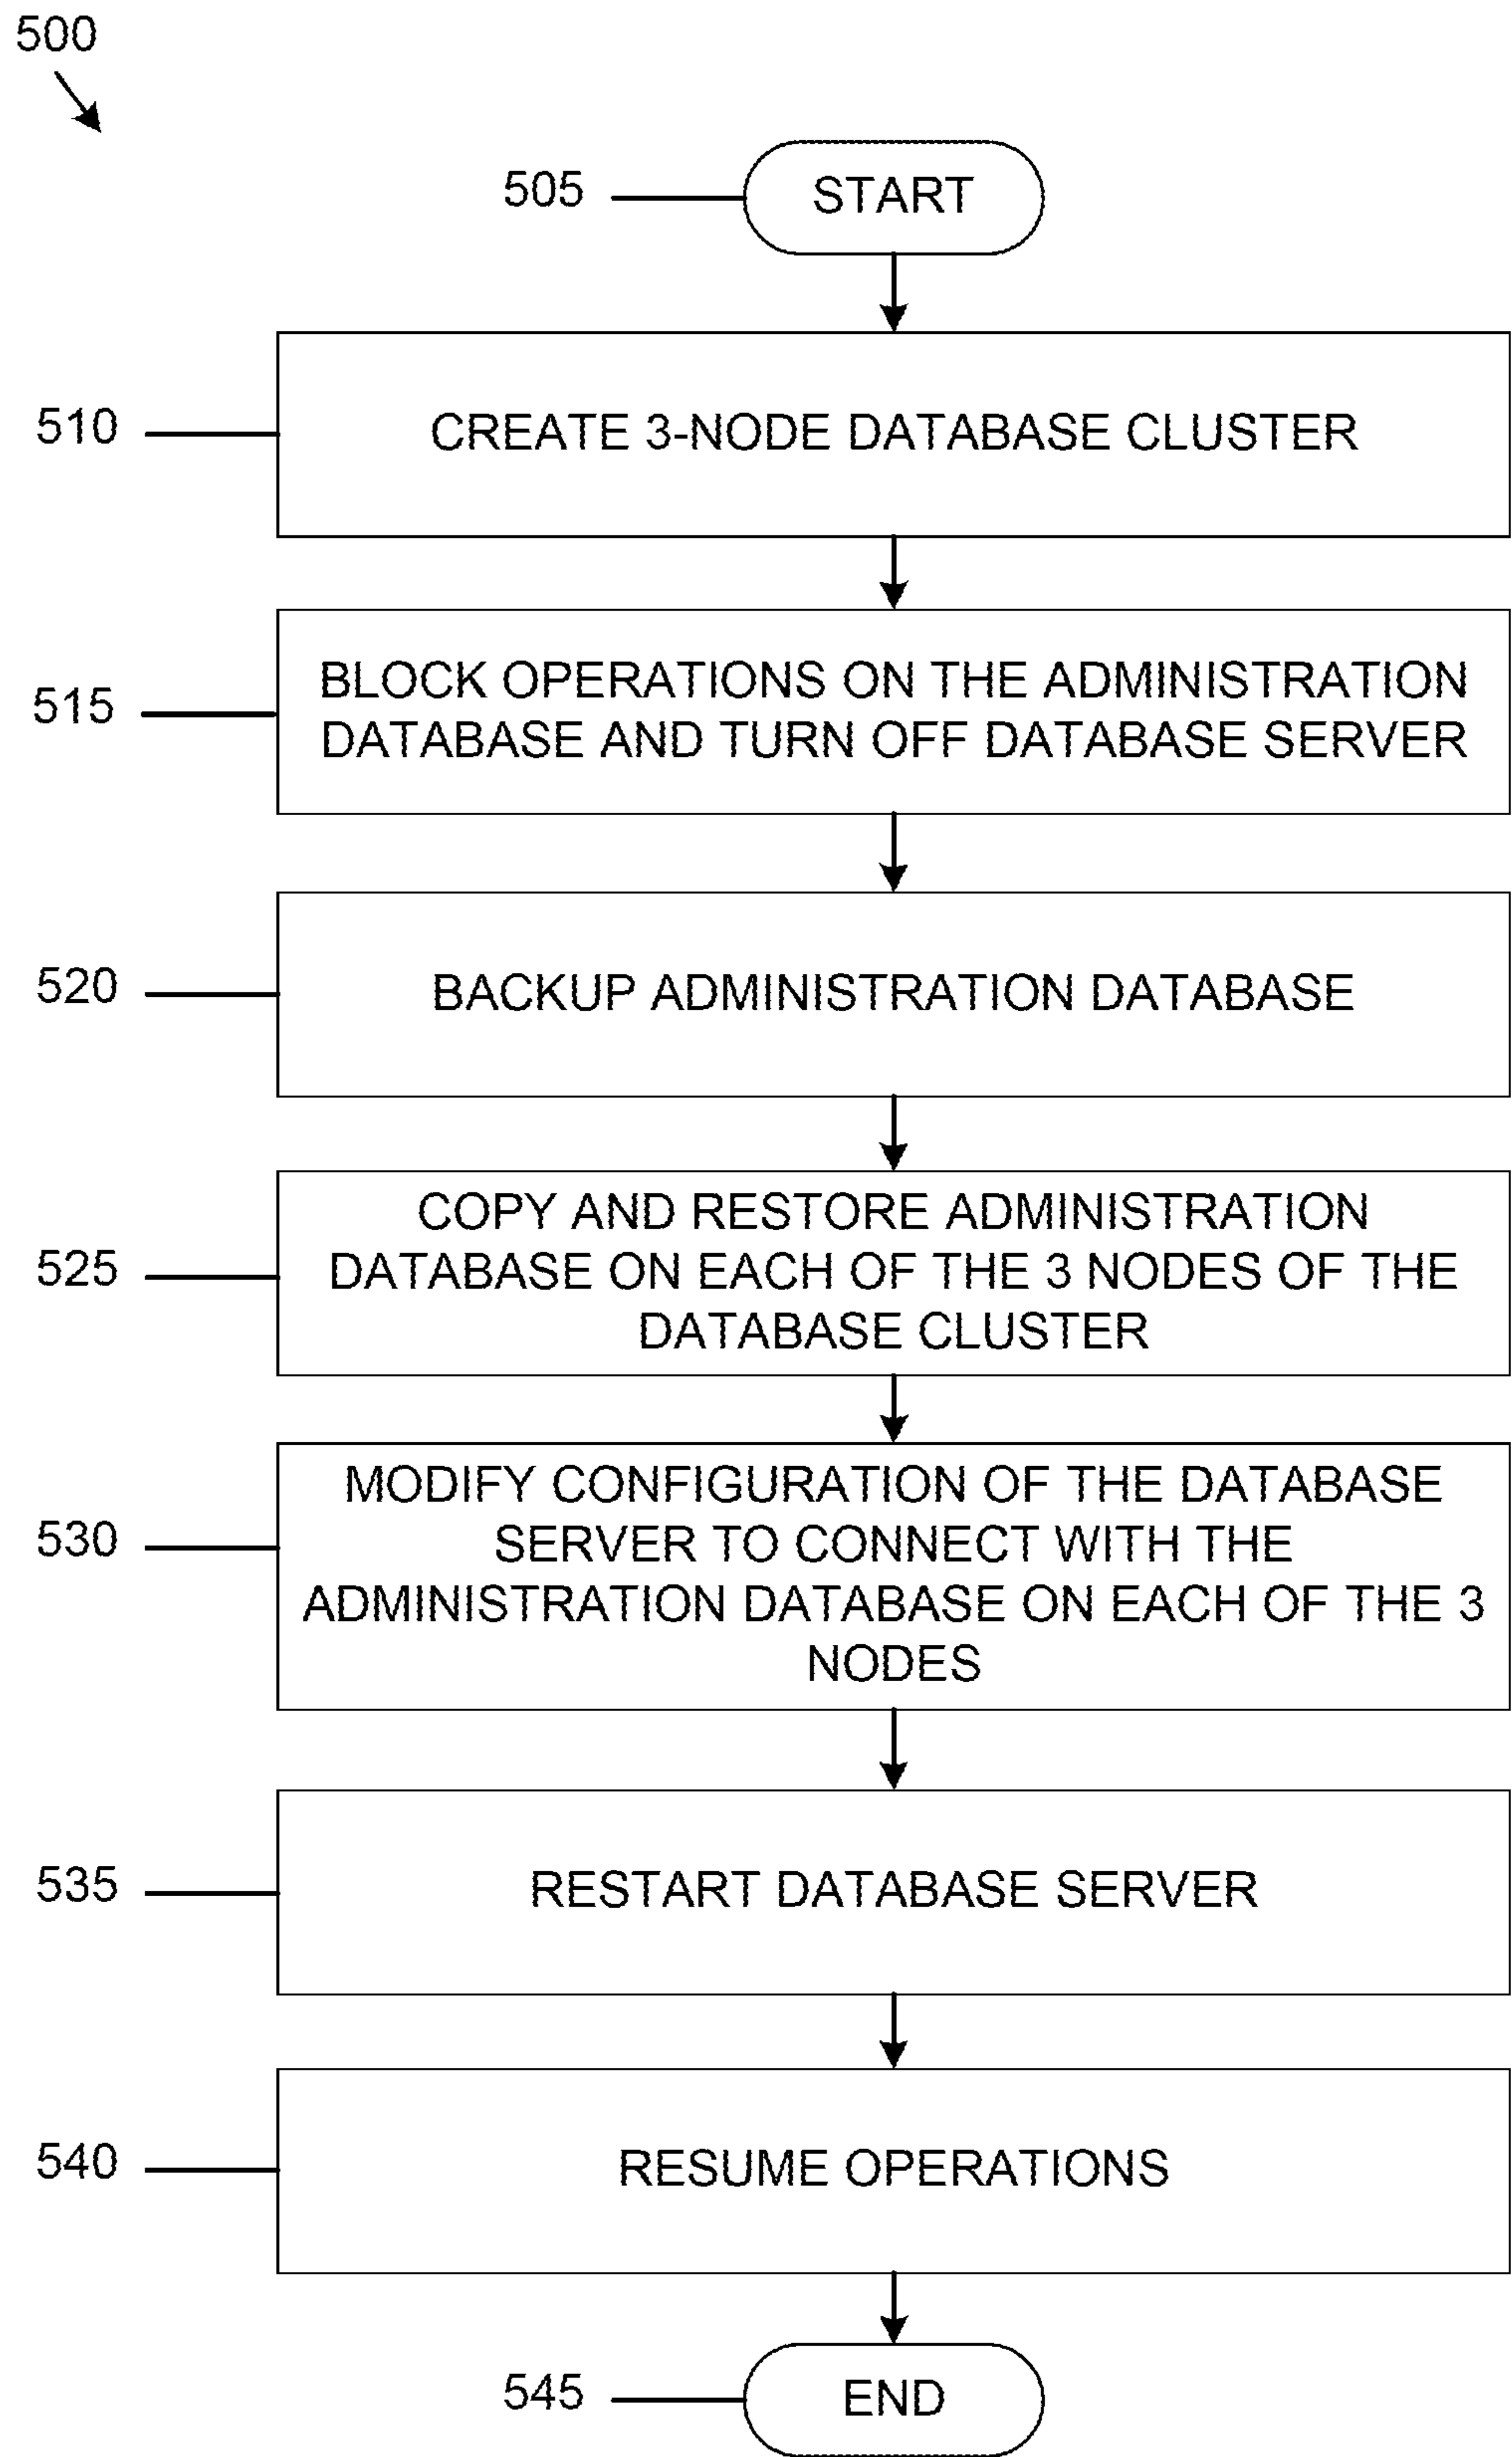 500
505
START
510
CREATE 3-NODE DATABASE CLUSTER
515
BLOCK OPERATIONS ON THE ADMINISTRATION
DATABASE AND TURN OFF DATABASE SERVER
520
BACKUP ADMINISTRATION DATABASE
525
COPY AND RESTORE ADMINISTRATION
DATABASE ON EACH OF THE 3 NODES OF THE
DATABASE CLUSTER
530
MODIFY CONFIGURATION OF THE DATABASE
SERVER TO CONNECT WITH THE
ADMINISTRATION DATABASE ON EACH OF THE 3
NODES
535
RESTART DATABASE SERVER
540
RESUME OPERATIONS
545
END